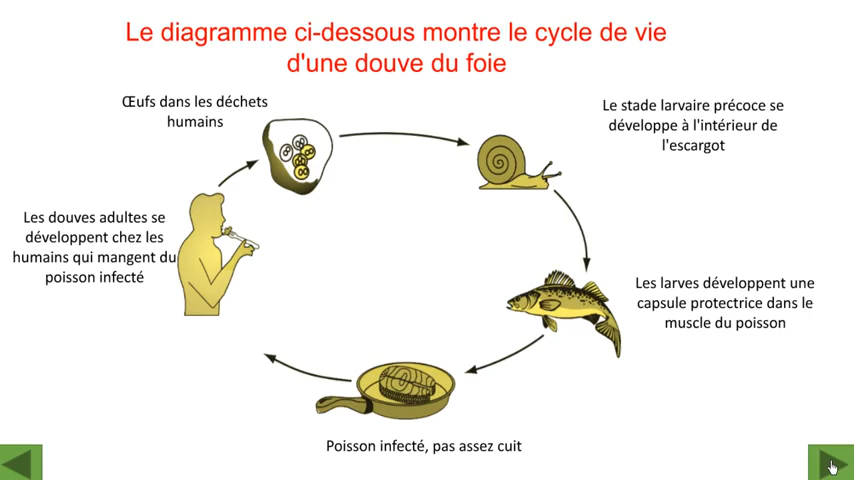 Le diagramme ci-dessous montre le cycle de vie
d'une douve du foie
Œufs dans les déchets
humains
Le stade larvaire précoce se
développe à l'intérieur de
l'escargot
Les douves adultes se
développent chez les
humains qui mangent du
poisson infecté
Les larves développent une
capsule protectrice dans le
muscle du poisson
Poisson infecté, pas assez cuit